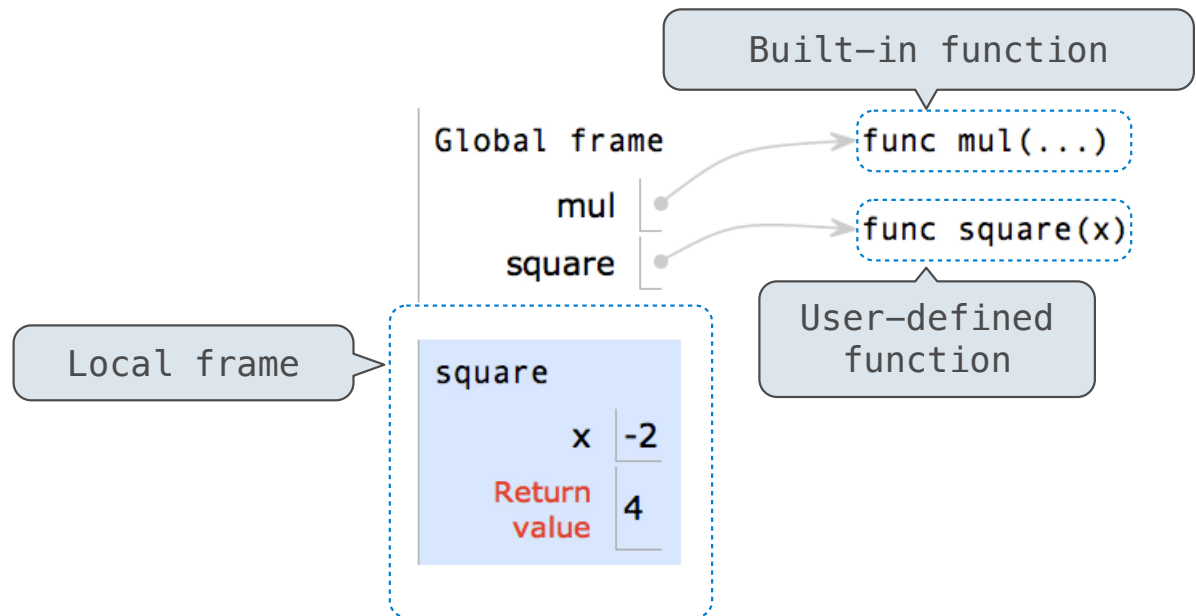 Built-in function
Global frame
func mul(...)
mul
func square(x)
square
User-defined
function
Local frame
square
x -2
Return
value
4